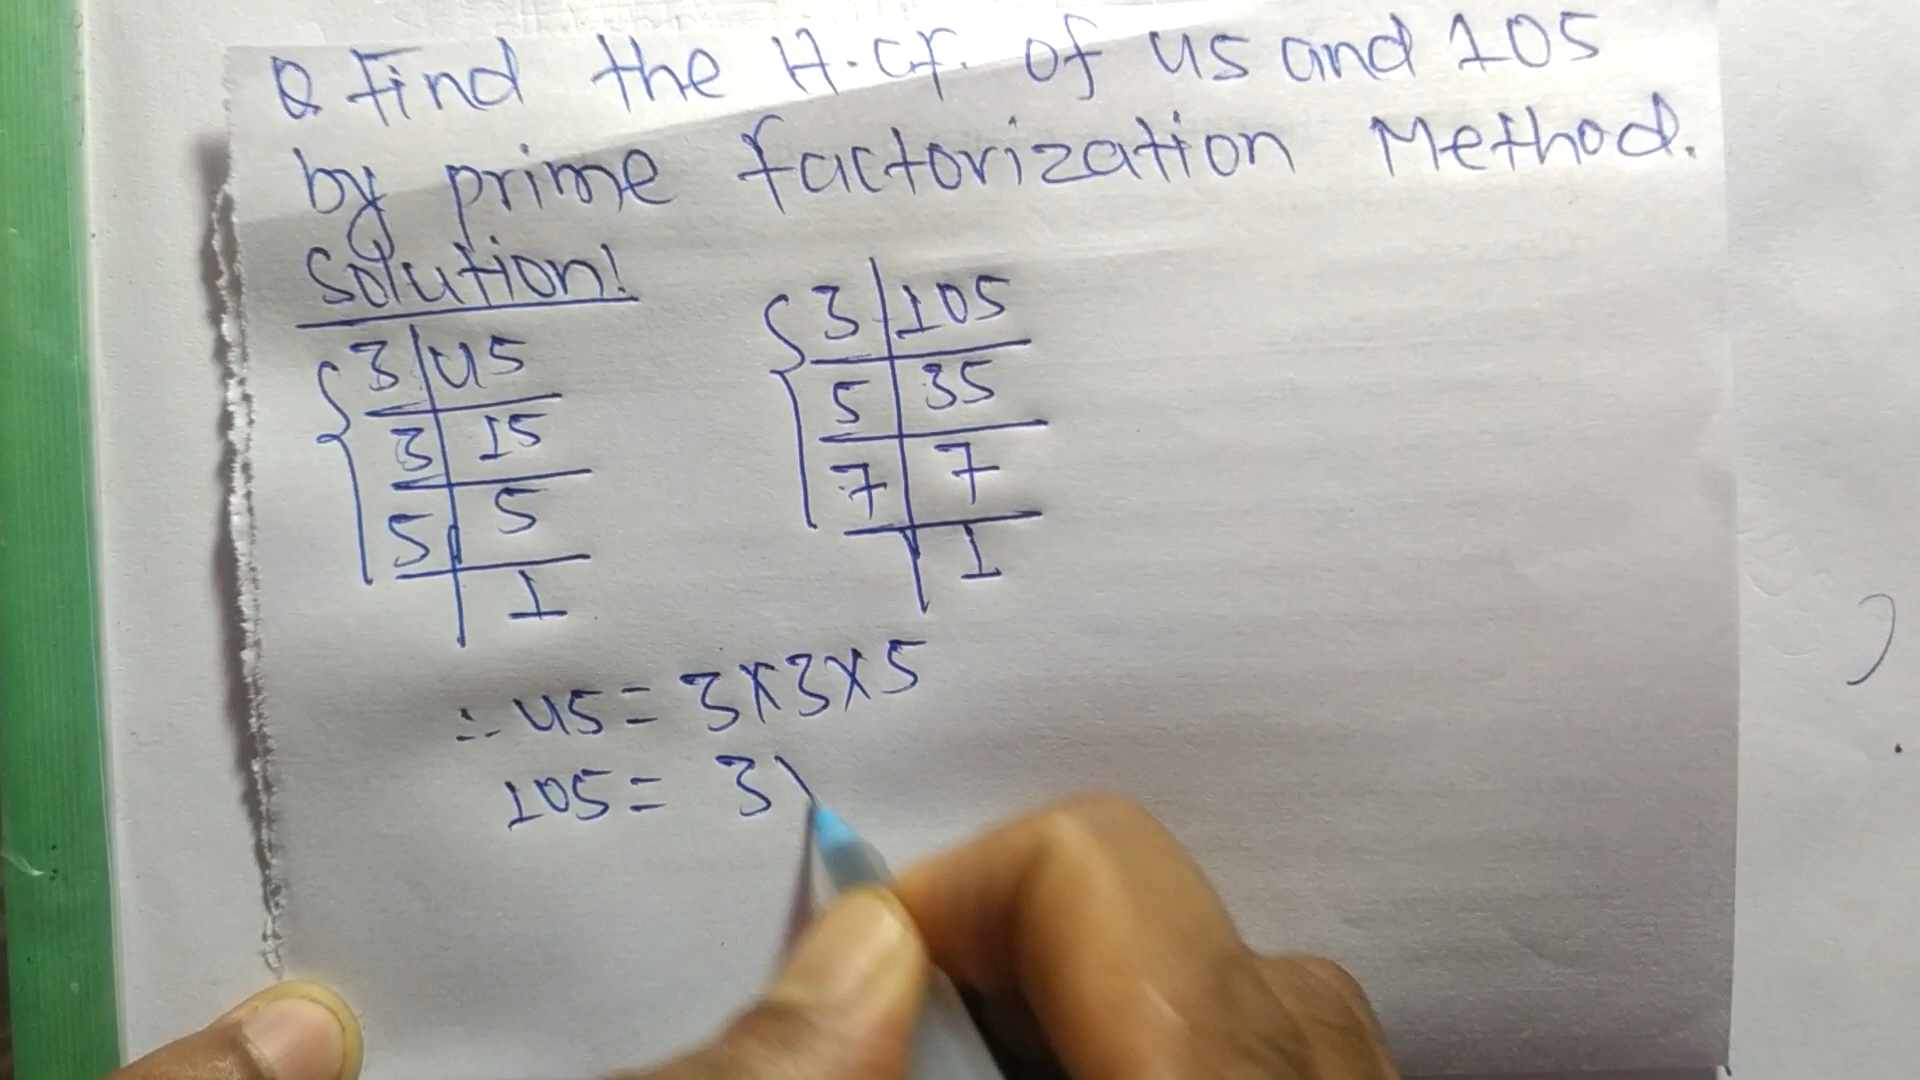 Q Find the H.C.F. of 45 and 105
by prime factorization Method.
Solution!
3 | 45
3 | 15
5 | 5
1
3 | 105
5 | 35
7 | 7
1
∴ 45 = 3×3×5
105 = 3